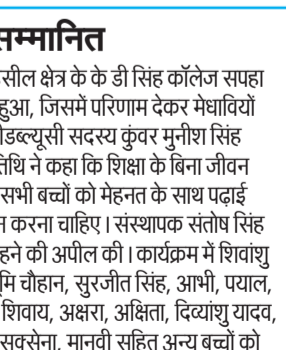 सम्मानित
सील क्षेत्र के के डी सिंह कॉलेज सपहा
हुआ, जिसमें परिणाम देकर मेधावियों
ीडब्ल्यूसी सदस्य कुंवर मुनीश सिंह
तिथि ने कहा कि शिक्षा के बिना जीवन
सभी बच्चों को मेहनत के साथ पढ़ाई
न करना चाहिए । संस्थापक संतोष सिंह
हने की अपील की । कार्यक्रम में शिवांशु
मि चौहान, सुरजीत सिंह, आभी, पयाल,
शिवाय, अक्षरा, अक्षिता, दिव्यांशु यादव,
सक्सेना, मानवी सहित अन्य बच्चों को